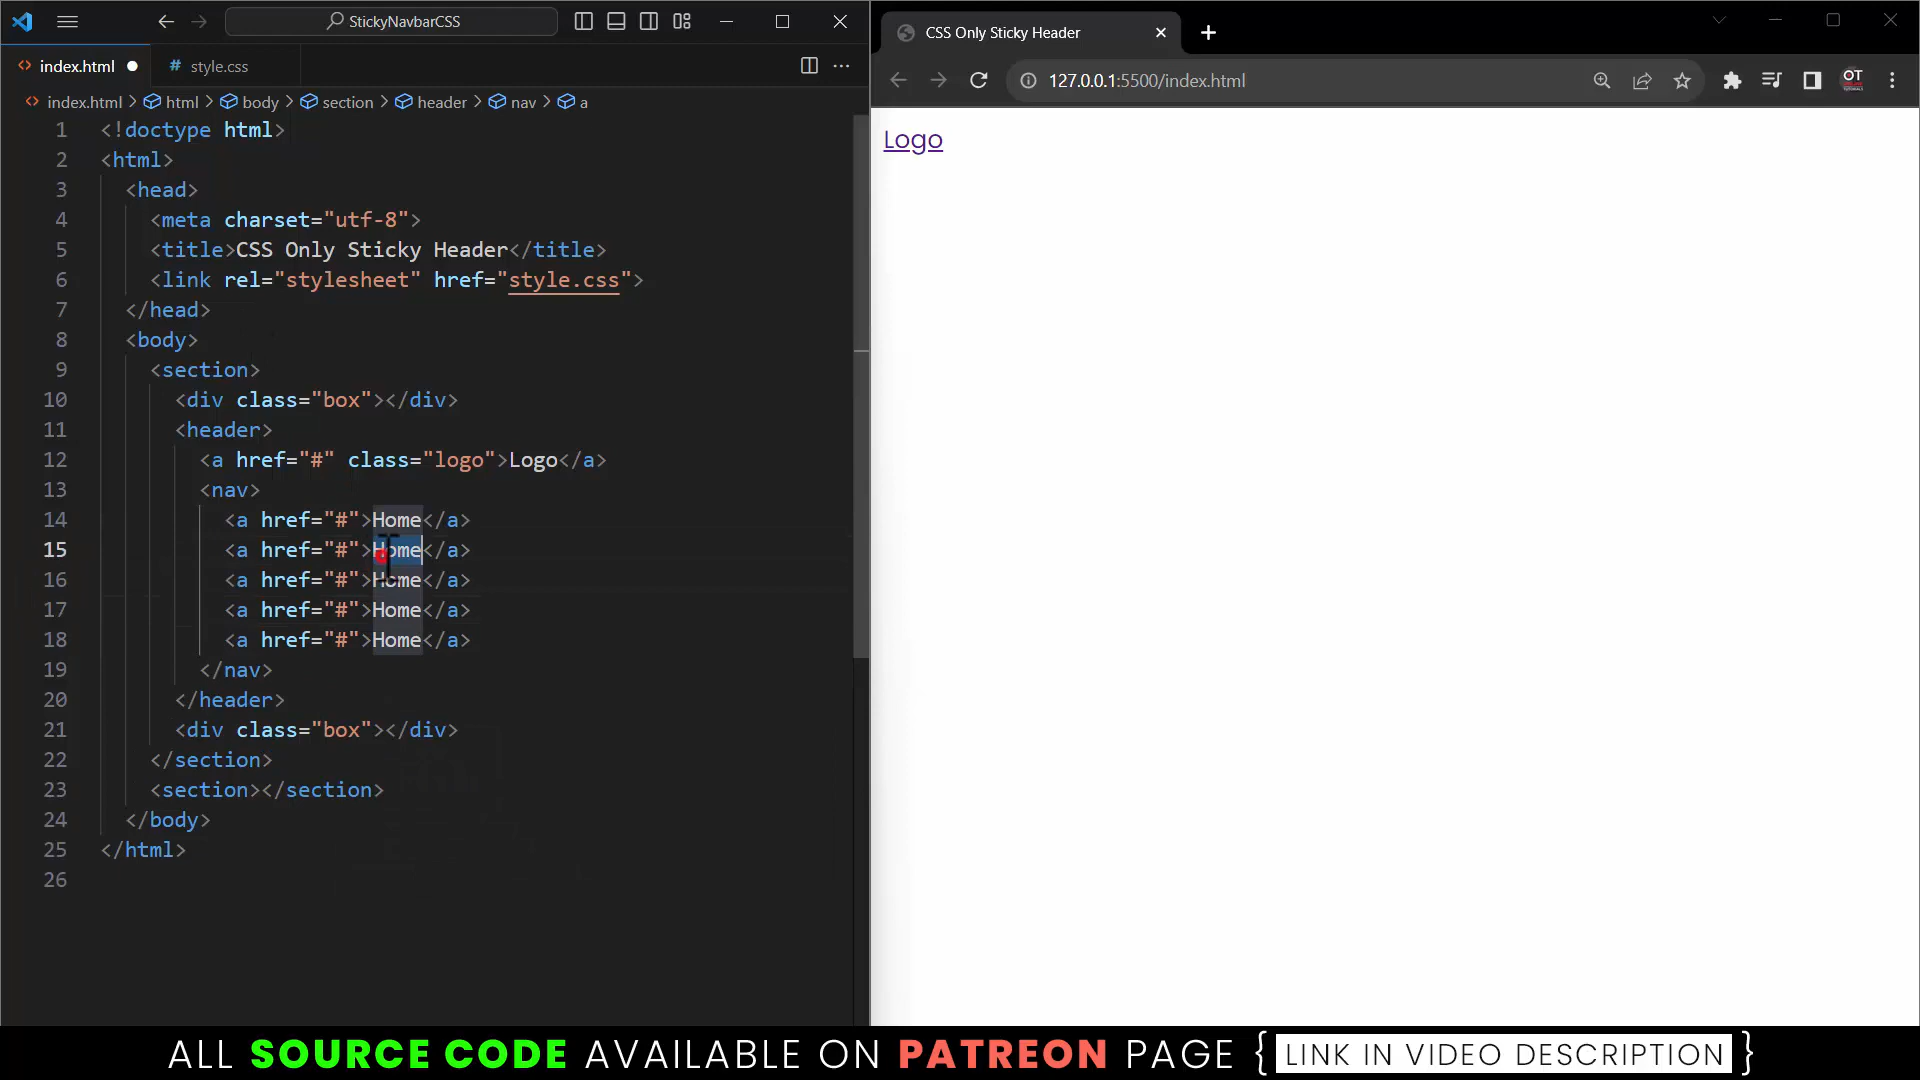 StickyNavbarCSS
index.html
style.css
index.html > html > body > section > header > nav > a
1 <!doctype html>
2 <html>
3 <head>
4 <meta charset="utf-8">
5 <title>CSS Only Sticky Header</title>
6 <link rel="stylesheet" href="style.css">
7 </head>
8 <body>
9 <section>
10 <div class="box"></div>
11 <header>
12 <a href="#" class="logo">Logo</a>
13 <nav>
14 <a href="#">Home</a>
15 <a href="#">Home</a>
16 <a href="#">Home</a>
17 <a href="#">Home</a>
18 <a href="#">Home</a>
19 </nav>
20 </header>
21 <div class="box"></div>
22 </section>
23 <section></section>
24 </body>
25 </html>
26
CSS Only Sticky Header
127.0.0.1:5500/index.html
OT
Logo
ALL SOURCE CODE AVAILABLE ON PATREON PAGE { LINK IN VIDEO DESCRIPTION }